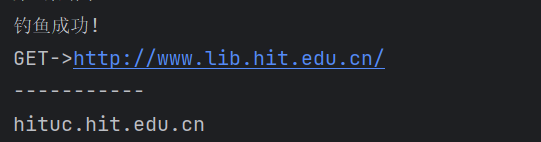 钓鱼成功!
GET->http://www.lib.hit.edu.cn/
-----------
hituc.hit.edu.cn